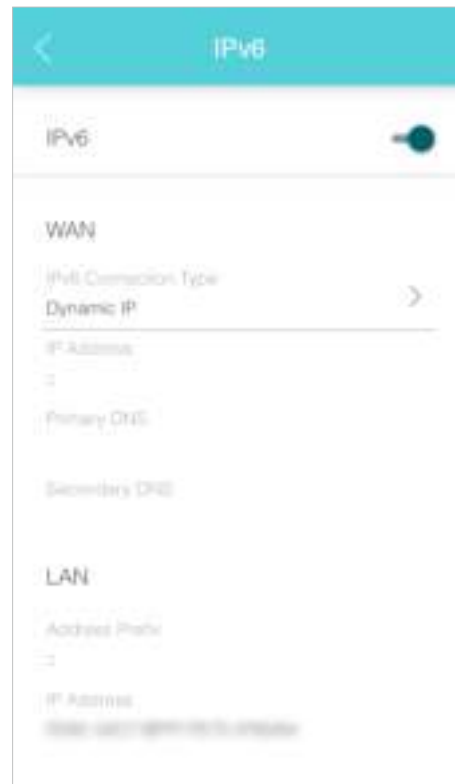 IPv6
IPv6
WAN
IPv6 Connection Type
Dynamic IP
IP Address
::
Primary DNS
Secondary DNS
LAN
Address Prefix
::
IP Address